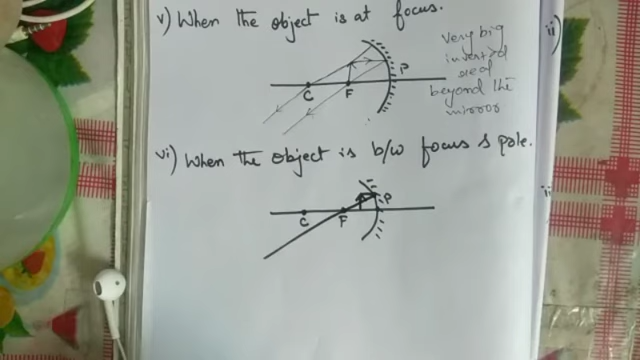 v) When the object is at focus.
very big
inverted
real
beyond the
mirror
C F P
vi) When the object is b/w focus & pole.
C F P
ii)